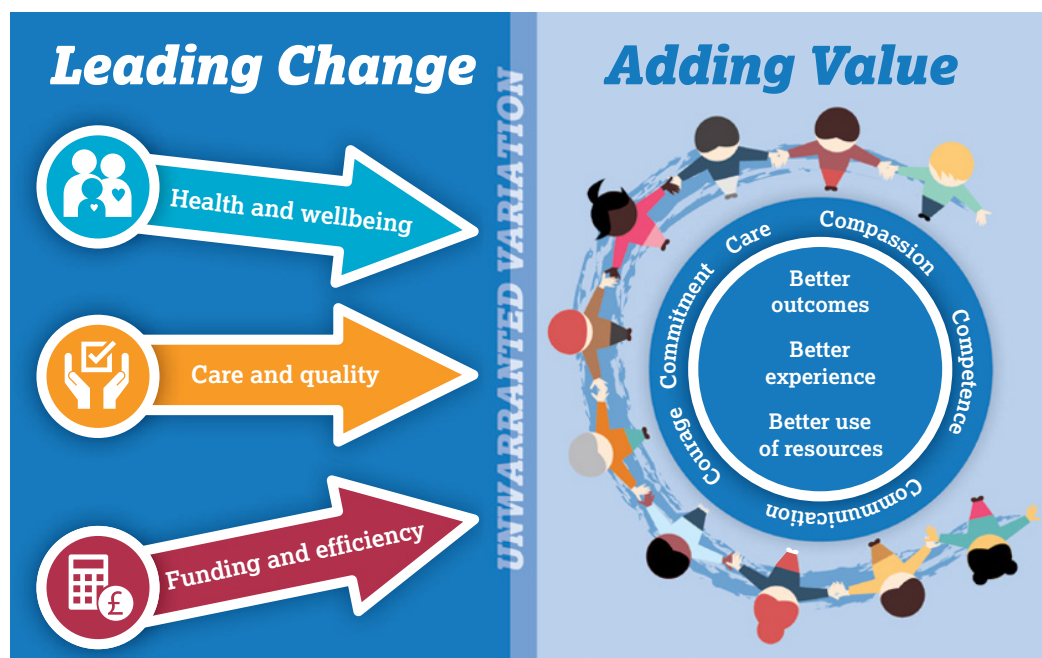 Leading Change
Health and wellbeing
Care and quality
£
Funding and efficiency
UNWARRANTED VARIATION
Adding Value
Care
Compassion
Competence
Communication
Courage
Commitment
Better
outcomes
Better
experience
Better use
of resources